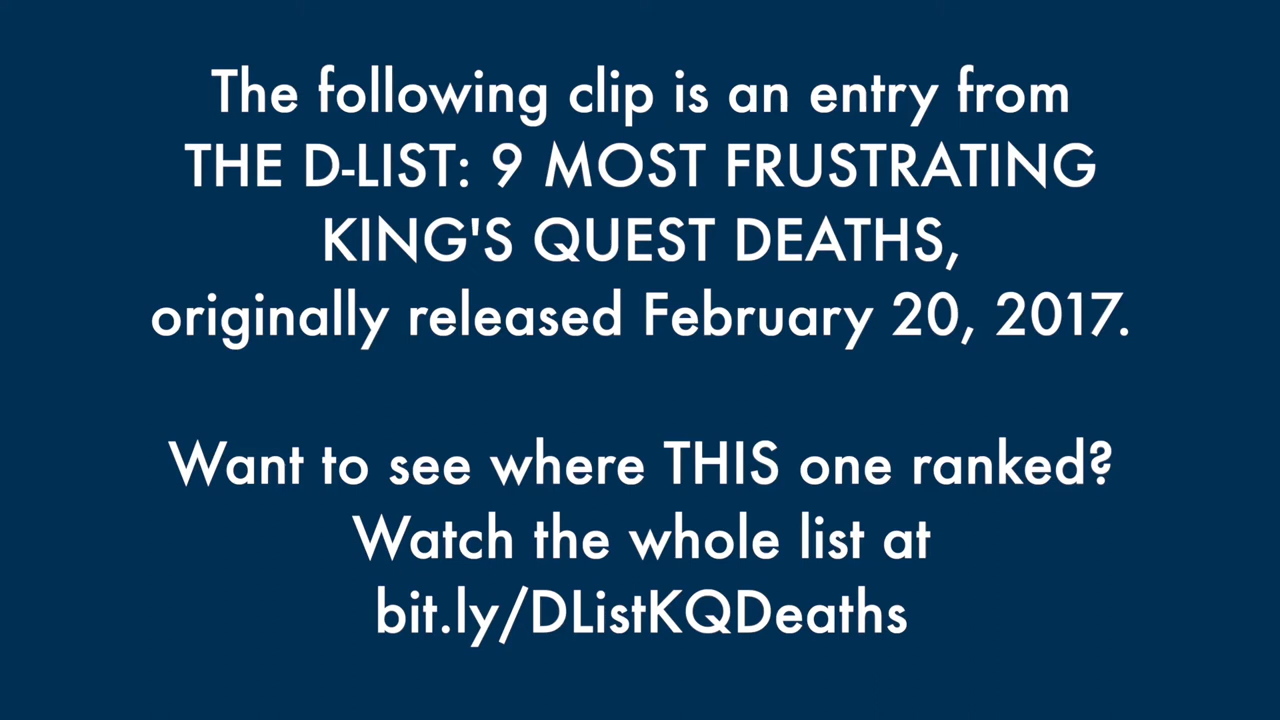 The following clip is an entry from
THE D-LIST: 9 MOST FRUSTRATING
KING'S QUEST DEATHS,
originally released February 20, 2017.
Want to see where THIS one ranked?
Watch the whole list at
bit.ly/DListKQDeaths